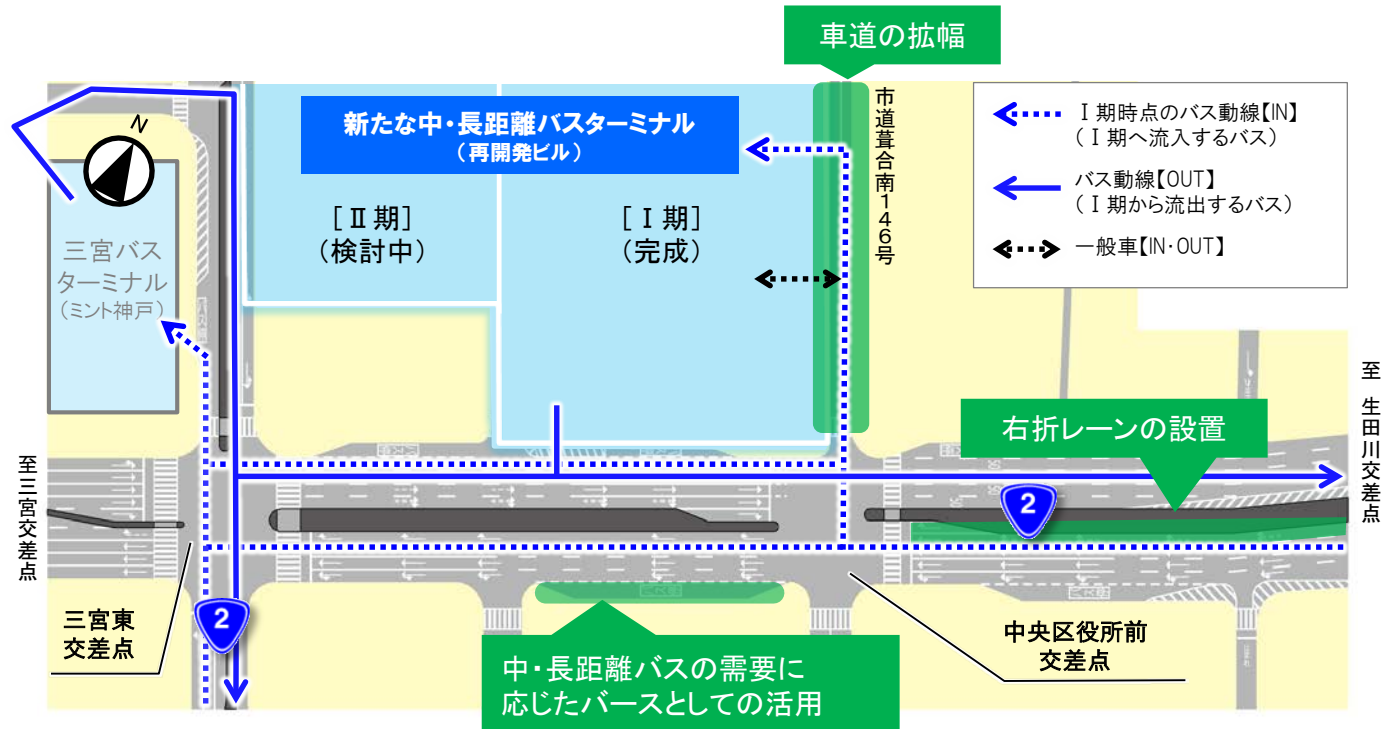 車道の拡幅
N
新たな中・長距離バスターミナル
（再開発ビル）
市道葺合南146号
Ⅰ期時点のバス動線【IN】
（Ⅰ期へ流入するバス）
バス動線【OUT】
（Ⅰ期から流出するバス）
一般車【IN・OUT】
［Ⅱ期］
（検討中）
［Ⅰ期］
（完成）
三宮バス
ターミナル
（ミント神戸）
右折レーンの設置
至三宮交差点
至 生田川交差点
2
2
三宮東
交差点
中央区役所前
交差点
中・長距離バスの需要に
応じたバースとしての活用